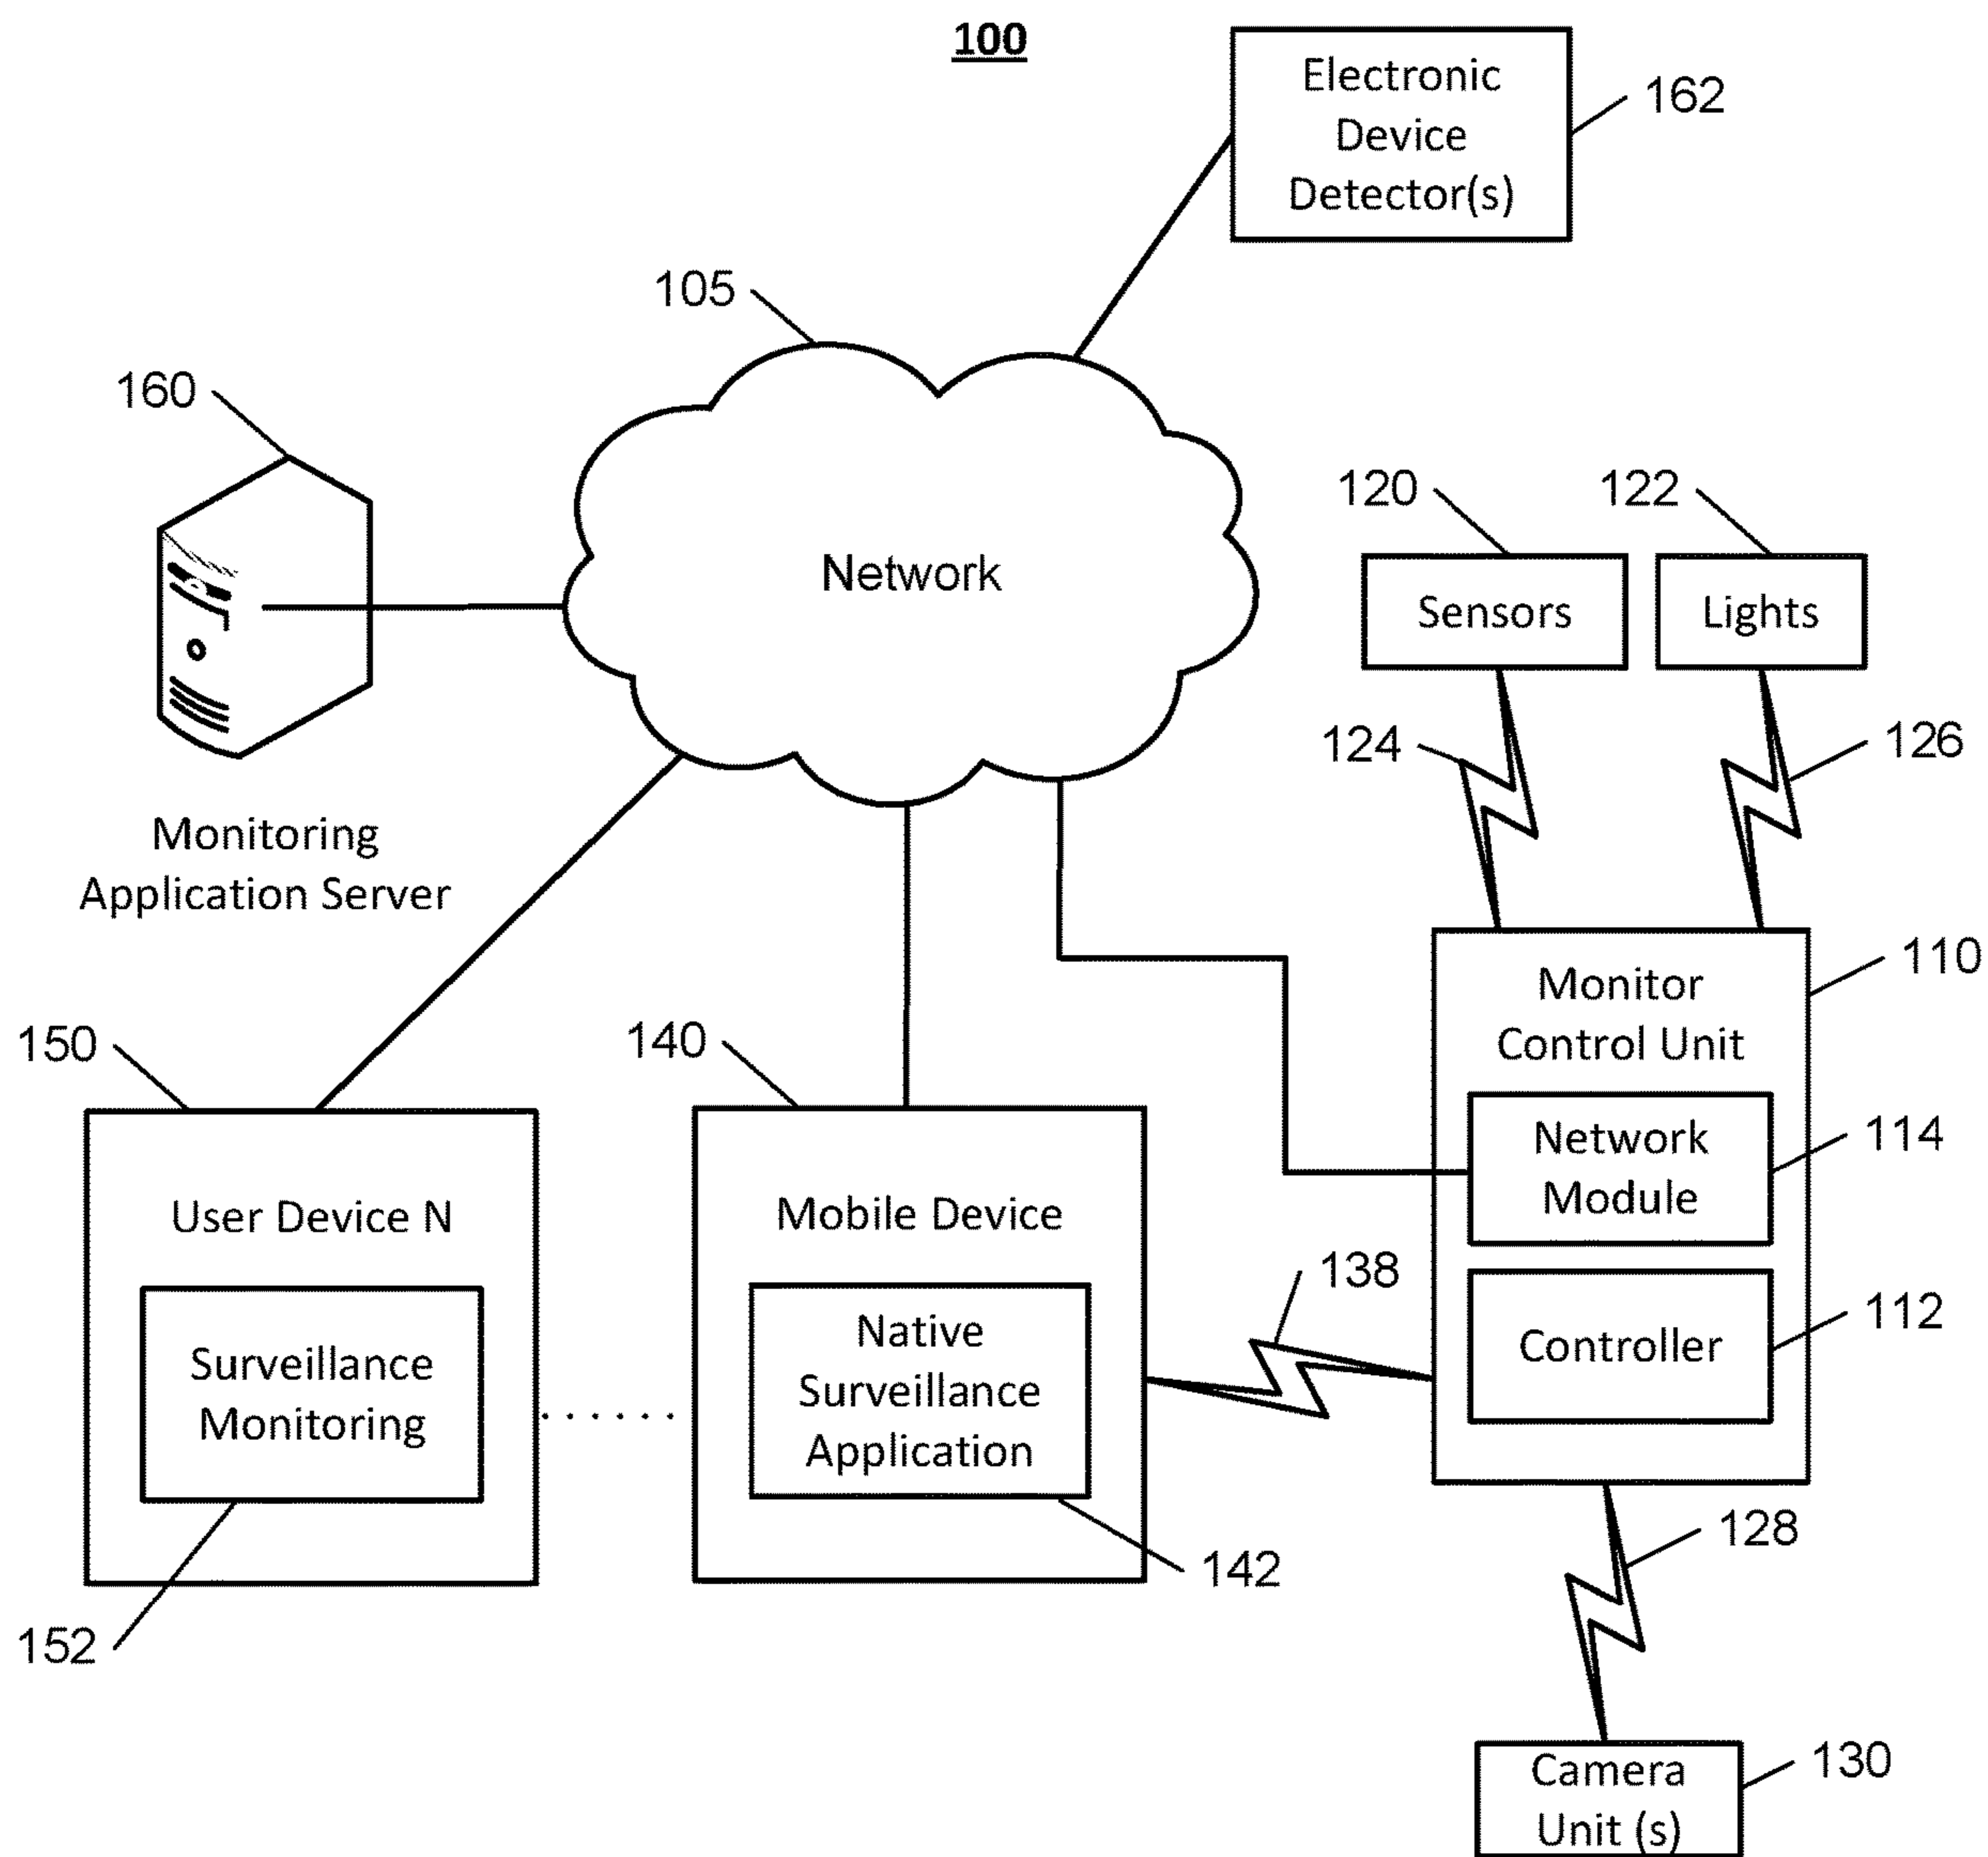 100
Electronic
Device
Detector(s)
162
105
160
Network
120
122
Sensors
Lights
124
126
Monitoring
Application Server
110
Monitor
Control Unit
150
140
Network
Module
114
User Device N
Mobile Device
138
112
Controller
Surveillance
Monitoring
Native
Surveillance
Application
128
142
152
Camera
Unit (s)
130